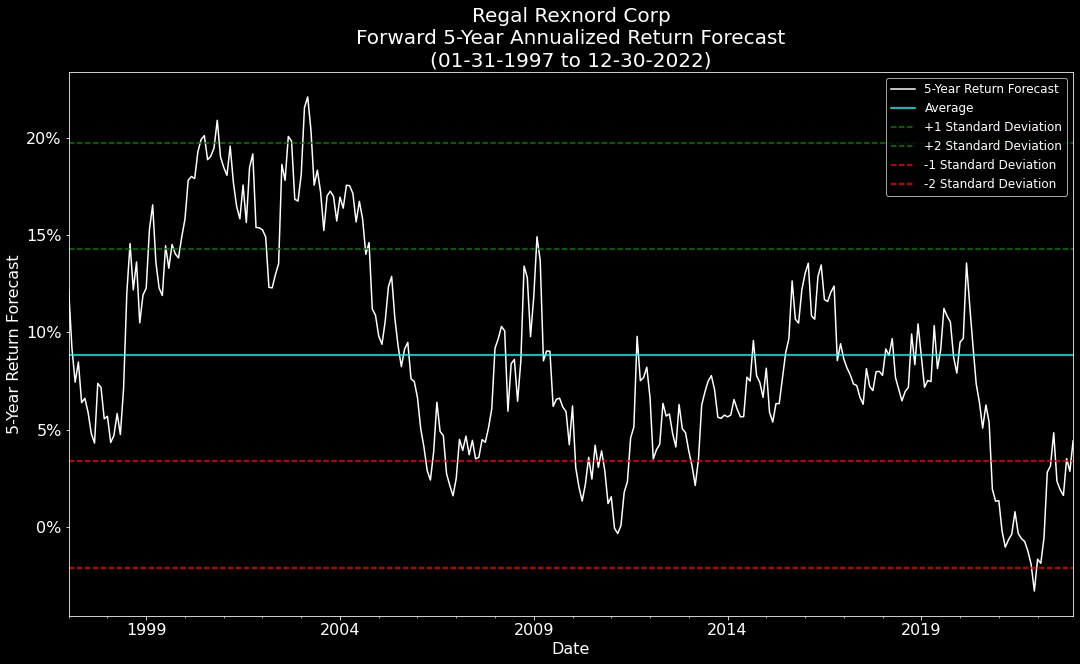 Regal Rexnord Corp
Forward 5-Year Annualized Return Forecast
(01-31-1997 to 12-30-2022)
5-Year Return Forecast
Average
+1 Standard Deviation
+2 Standard Deviation
-1 Standard Deviation
-2 Standard Deviation
5-Year Return Forecast
20%
15%
10%
5%
0%
1999
2004
2009
2014
2019
Date